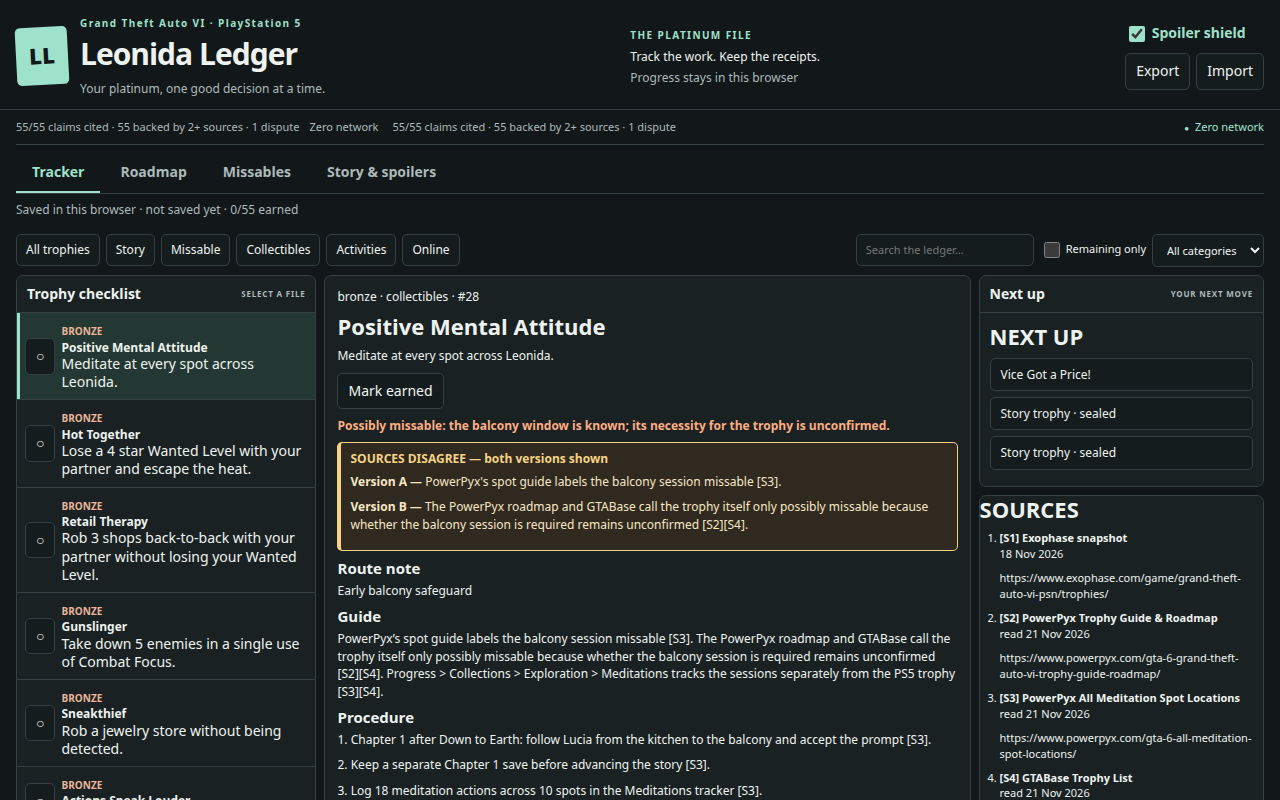 LL
Grand Theft Auto VI · PlayStation 5
Leonida Ledger
Your platinum, one good decision at a time.
THE PLATINUM FILE
Track the work. Keep the receipts.
Progress stays in this browser
Spoiler shield
Export
Import
55/55 claims cited · 55 backed by 2+ sources · 1 dispute
Zero network
55/55 claims cited · 55 backed by 2+ sources · 1 dispute
• Zero network
Tracker
Roadmap
Missables
Story & spoilers
Saved in this browser · not saved yet · 0/55 earned
All trophies
Story
Missable
Collectibles
Activities
Online
Search the ledger...
Remaining only
All categories
Trophy checklist
SELECT A FILE
BRONZE
Positive Mental Attitude
Meditate at every spot across
Leonida.
BRONZE
Hot Together
Lose a 4 star Wanted Level with your
partner and escape the heat.
BRONZE
Retail Therapy
Rob 3 shops back-to-back with your
partner without losing your Wanted
Level.
BRONZE
Gunslinger
Take down 5 enemies in a single use
of Combat Focus.
BRONZE
Sneakthief
Rob a jewelry store without being
detected.
BRONZE
Actions Speak Louder
bronze · collectibles · #28
Positive Mental Attitude
Meditate at every spot across Leonida.
Mark earned
Possibly missable: the balcony window is known; its necessity for the trophy is unconfirmed.
SOURCES DISAGREE — both versions shown
Version A — PowerPyx's spot guide labels the balcony session missable [S3].
Version B — The PowerPyx roadmap and GTABase call the trophy itself only possibly missable because
whether the balcony session is required remains unconfirmed [S2][S4].
Route note
Early balcony safeguard
Guide
PowerPyx's spot guide labels the balcony session missable [S3]. The PowerPyx roadmap and GTABase call the
trophy itself only possibly missable because whether the balcony session is required remains unconfirmed
[S2][S4]. Progress > Collections > Exploration > Meditations tracks the sessions separately from the PS5 trophy
[S3][S4].
Procedure
1. Chapter 1 after Down to Earth: follow Lucia from the kitchen to the balcony and accept the prompt [S3].
2. Keep a separate Chapter 1 save before advancing the story [S3].
3. Log 18 meditation actions across 10 spots in the Meditations tracker [S3].
Next up
YOUR NEXT MOVE
NEXT UP
Vice Got a Price!
Story trophy · sealed
Story trophy · sealed
SOURCES
1. [S1] Exophase snapshot
18 Nov 2026
https://www.exophase.com/game/grand-theft-
auto-vi-psn/trophies/
2. [S2] PowerPyx Trophy Guide & Roadmap
read 21 Nov 2026
https://www.powerpyx.com/gta-6-grand-theft-
auto-vi-trophy-guide-roadmap/
3. [S3] PowerPyx All Meditation Spot Locations
read 21 Nov 2026
https://www.powerpyx.com/gta-6-all-meditation-
spot-locations/
4. [S4] GTABase Trophy List
read 21 Nov 2026